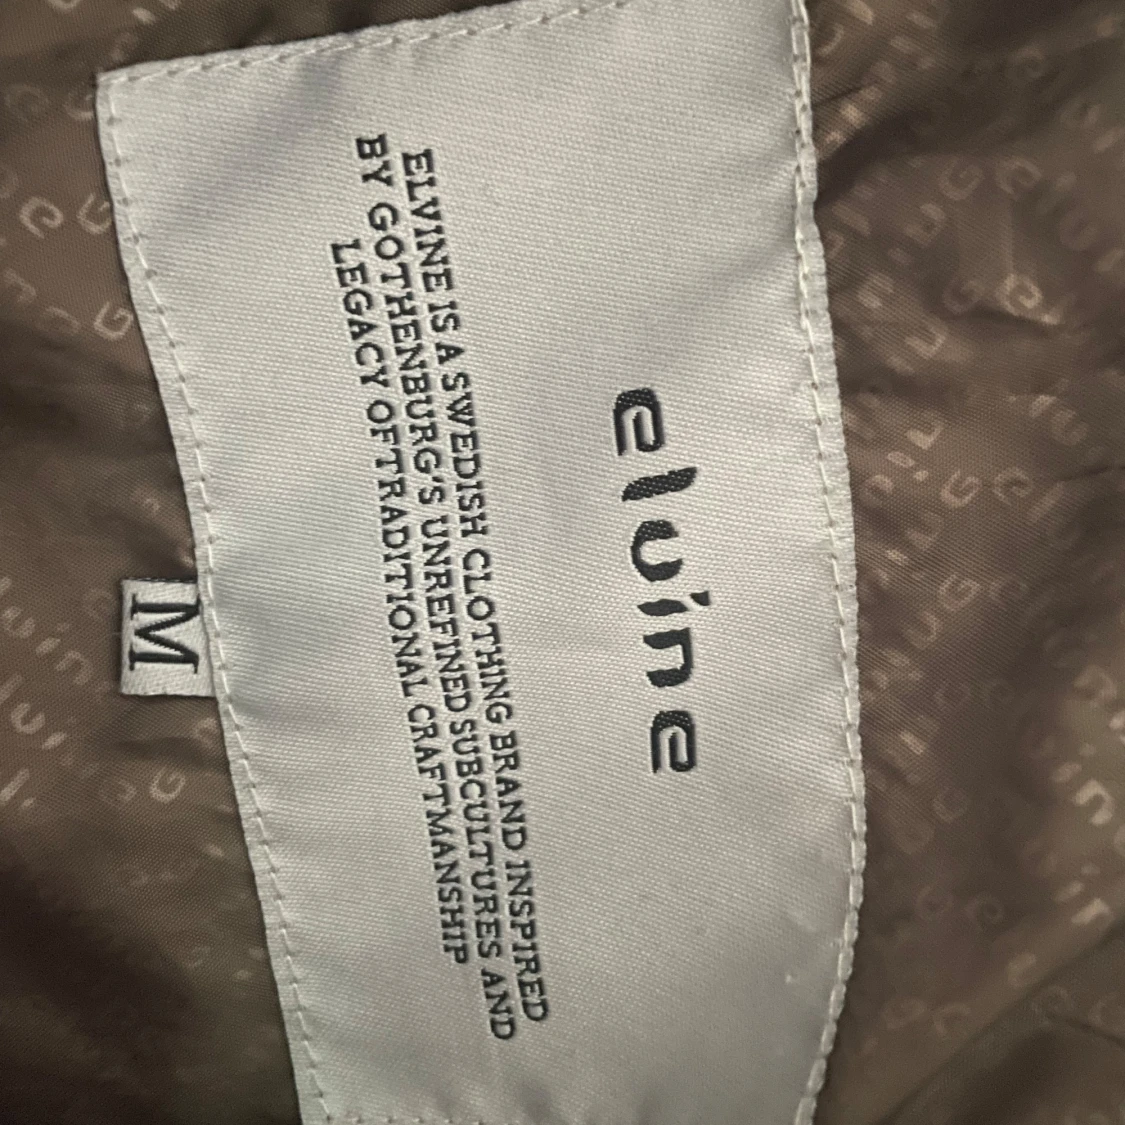 elvine
ELVINE IS A SWEDISH CLOTHING BRAND INSPIRED
BY GOTHENBURG'S UNREFINED SUBCULTURES AND
LEGACY OF TRADITIONAL CRAFTMANSHIP
M